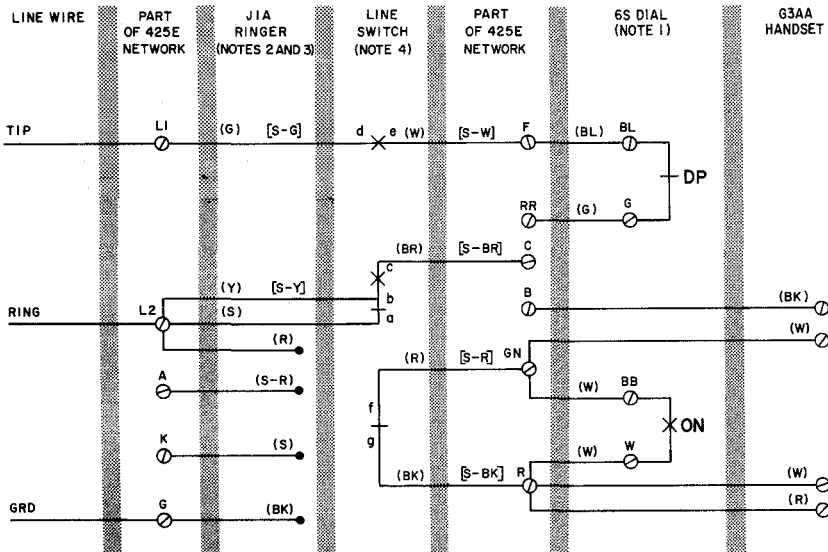 LINE WIRE
PART
OF 425E
NETWORK
J1A
RINGER
(NOTES 2 AND 3)
LINE
SWITCH
(NOTE 4)
PART
OF 425E
NETWORK
6S DIAL
(NOTE 1)
G3AA
HANDSET
TIP L1 (G) [S-G] d e (W) [S-W] F (BL) BL
DP
RR (G) G
(BR) [S-BR] C
c
(Y) [S-Y] b
B (BK)
RING L2 (S) a
(W)
(R) (R) [S-R] GN
A (S-R) (W) BB
f
g ON
K (S) (W) W
(BK) [S-BK] R (W)
(R)
GRD G (BK)